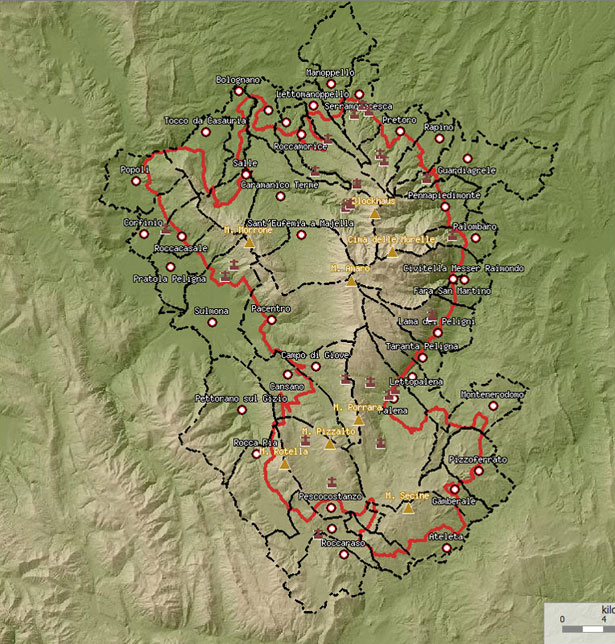 Manoppello
Bolognano
Lettomanoppello
Serramonacesca
Tocco da Casauria
Pretoro
Rapino
Roccamorice
Salle
Guardiagrele
Popoli
Caramanico Terme
Pennapiedimonte
Blockhaus
Corfinio
Sant'Eufemia a Majella
Palombaro
M. Morrone
Cima delle Murelle
Roccacasale
Pratola Peligna
M. Amaro
Civitella Messer Raimondo
Fara San Martino
Sulmona
Pacentro
Lama dei Peligni
Taranta Peligna
Campo di Giove
Cansano
Lettopalena
Montenerodomo
Pettorano sul Gizio
M. Porrara
Palena
M. Pizzalto
Rocca Pia
M. Rotella
Pizzoferrato
Pescocostanzo
M. Secine
Gamberale
Roccaraso
Ateleta
kilo
0 4